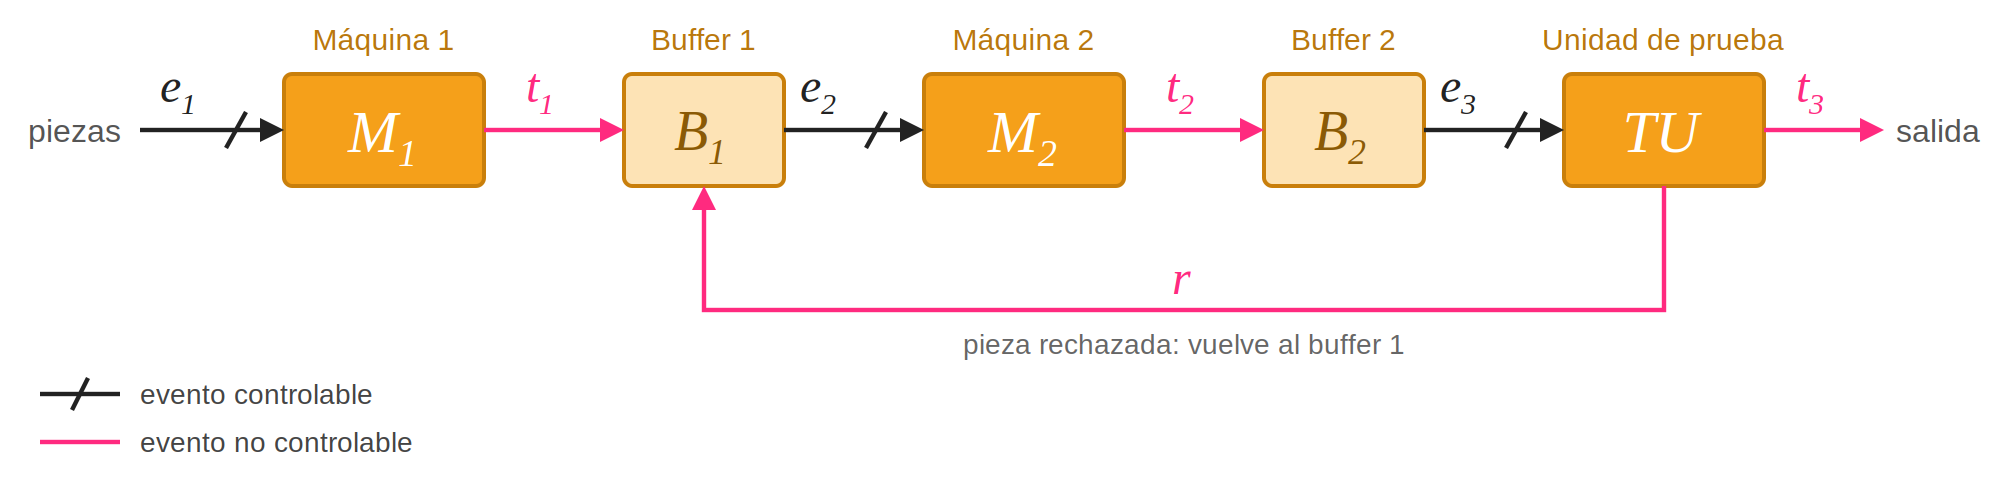 Máquina 1
Buffer 1
Máquina 2
Buffer 2
Unidad de prueba
piezas
e1
M1
t1
B1
e2
M2
t2
B2
e3
TU
t3
salida
r
pieza rechazada: vuelve al buffer 1
evento controlable
evento no controlable